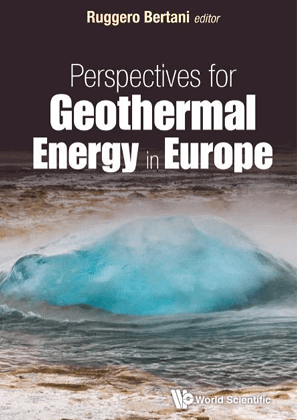 Ruggero Bertani editor
Perspectives for
Geothermal
Energy in Europe
World Scientific